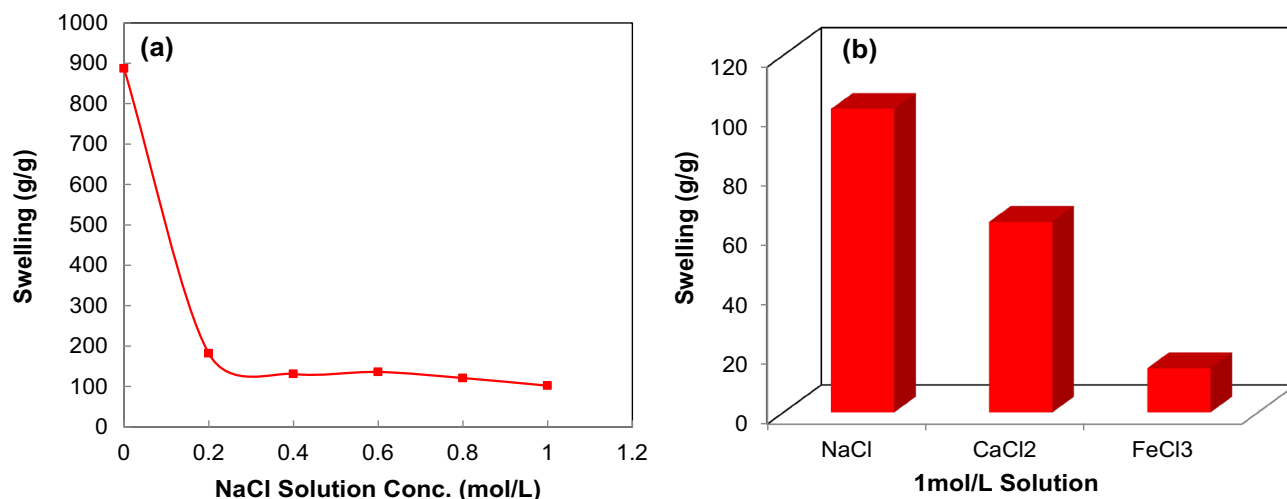 (a)
Swelling (g/g)
1000
900
800
700
600
500
400
300
200
100
0
0 0.2 0.4 0.6 0.8 1 1.2
NaCl Solution Conc. (mol/L)
(b)
Swelling (g/g)
120
100
80
60
40
20
0
NaCl CaCl2 FeCl3
1mol/L Solution